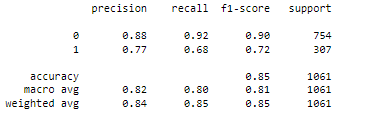 precision recall f1-score support
0 0.88 0.92 0.90 754
1 0.77 0.68 0.72 307
accuracy 0.85 1061
macro avg 0.82 0.80 0.81 1061
weighted avg 0.84 0.85 0.85 1061